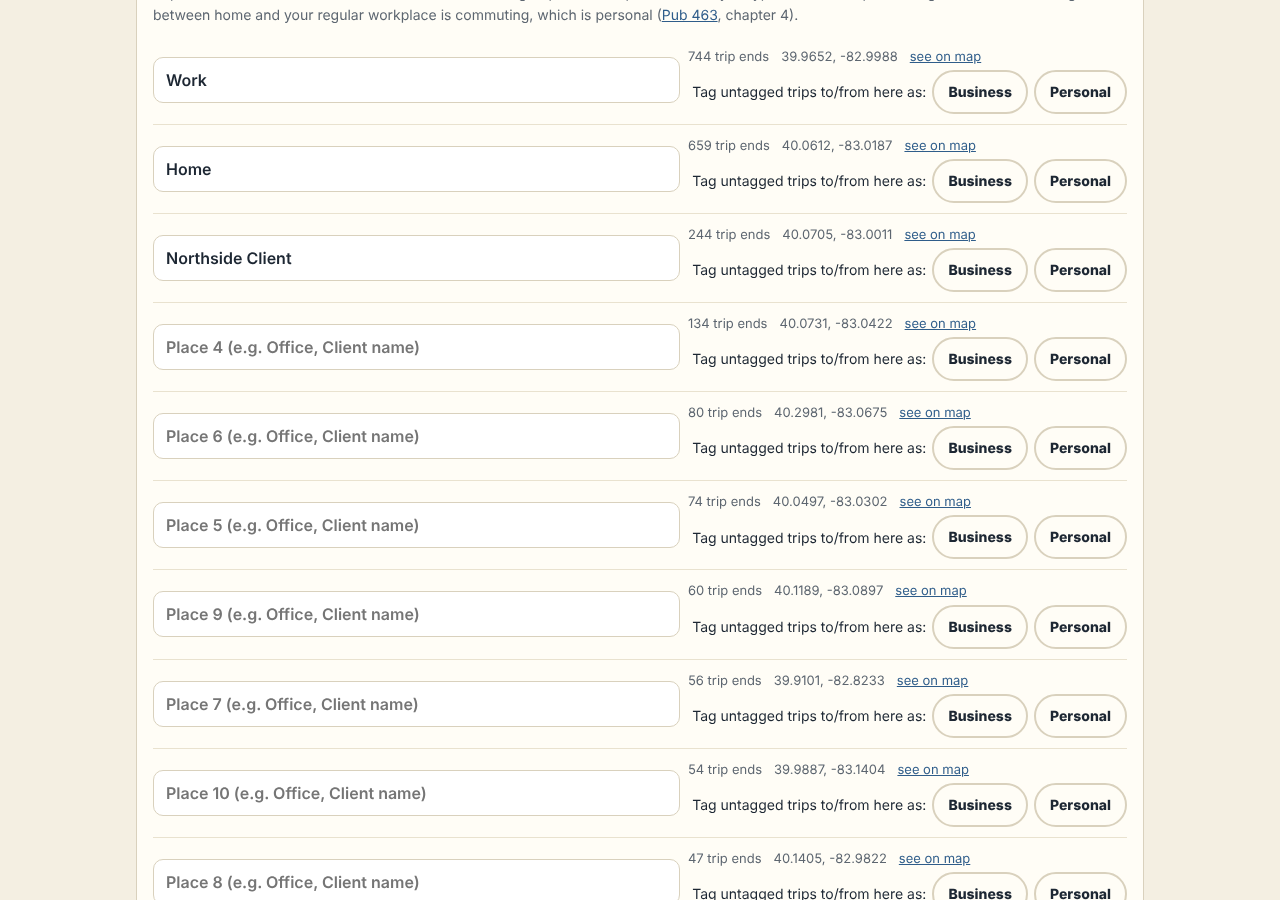 between home and your regular workplace is commuting, which is personal (Pub 463, chapter 4).
744 trip ends 39.9652, -82.9988 see on map
Work
Tag untagged trips to/from here as: Business Personal
659 trip ends 40.0612, -83.0187 see on map
Home
Tag untagged trips to/from here as: Business Personal
244 trip ends 40.0705, -83.0011 see on map
Northside Client
Tag untagged trips to/from here as: Business Personal
134 trip ends 40.0731, -83.0422 see on map
Place 4 (e.g. Office, Client name)
Tag untagged trips to/from here as: Business Personal
80 trip ends 40.2981, -83.0675 see on map
Place 6 (e.g. Office, Client name)
Tag untagged trips to/from here as: Business Personal
74 trip ends 40.0497, -83.0302 see on map
Place 5 (e.g. Office, Client name)
Tag untagged trips to/from here as: Business Personal
60 trip ends 40.1189, -83.0897 see on map
Place 9 (e.g. Office, Client name)
Tag untagged trips to/from here as: Business Personal
56 trip ends 39.9101, -82.8233 see on map
Place 7 (e.g. Office, Client name)
Tag untagged trips to/from here as: Business Personal
54 trip ends 39.9887, -83.1404 see on map
Place 10 (e.g. Office, Client name)
Tag untagged trips to/from here as: Business Personal
47 trip ends 40.1405, -82.9822 see on map
Place 8 (e.g. Office, Client name)
Tag untagged trips to/from here as: Business Personal